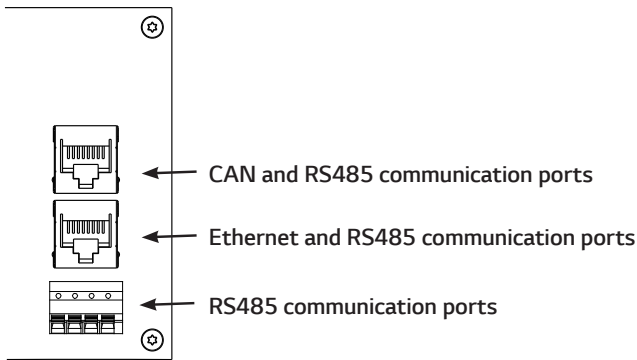 CAN and RS485 communication ports
Ethernet and RS485 communication ports
RS485 communication ports